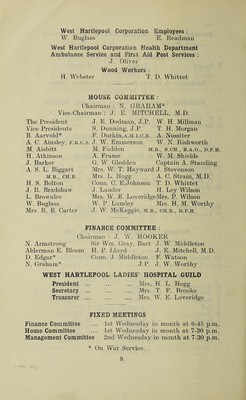 West Hartlepool Corporation Employees :
W. Buglass E. Readman
West Hartlepool Corporation Health Department
Ambulance Service and First Aid Post Services :
J. Oliver
Wood Workers :
H. Webster T. D. Whittet
HOUSE COMMITTEE :
Chairman : N. GRAHAM*
Vice-Chairman : J. E. MITCHELL, M.D.
The President J. E. Dodman, J.P. W. H. Millman
Vice Presidents S. Dunning, J.P. T. H. Morgan
B. Aarvold* F. Durkin, A.M.I.C.E. A. Nossiter
A. C. Ainsley, J. W. Emmerson W. N. Rishworth
M. Aisbitt M. Fadden M.B., B.CH., B.A.O., D.P.H.
H. Atkinson A. Frame W. M. Shields
J. Barker G. W. Gledden Captain A. Standing
A. S. L. Biggart Mrs. W. T. Hayward J. Stevenson
M.B., CH.B. Mrs. L. Hogg A. C. Strain, M.D.
H. S. Bolton Coun. C. E. Johnson T. D. Whittet
J. R. Bradshaw J. Lauder H. Ley Wilson
L. Brownlee Mrs. W. E. Loveridge Mrs. P. Wilson
W. Buglass W. P. Lumley Mrs. H. M. Worthy
Mrs. R. B. Carter J. W. McKeggie, M.B., CH.B., D.P.H.
FINANCE COMMITTEE :
Chairman : J. W. HOOKER
N. Armstrong Sir Wm. Gray, Bart J. W. Middleton
Alderman E. Bloom H. P. Lloyd J. E. Mitchell, M.D.
D. Edgar* Coun. J. Middleton F. Watson
N. Graham* J.P. J. W. Worthy
WEST HARTLEPOOL LADIES' HOSPITAL GUILD
President ... ... ... Mrs. H. L. Hogg
Secretary ... ... ... Mrs. T. F. Brooks
Treasurer ... ... ... Mrs. W. E. Loveridge
FIXED MEETINGS
Finance Committee ... 1st Wednesday in month at 6-45 p.m.
House Committee ... 1st Wednesday in month at 7-30 p.m.
Management Committee 2nd Wednesday in month at 7-30 p.m.
* On War Service.
8.